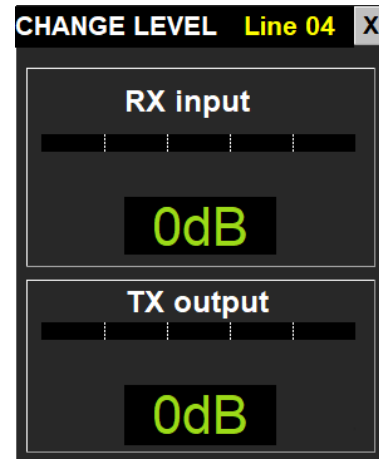 CHANGE LEVEL Line 04 X
RX input
0dB
TX output
0dB